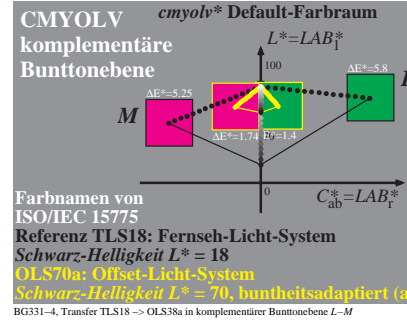 CMYOLV
komplementäre
Bunttonebene
cmyolv* Default-Farbraum
L*=LAB*l
100
ΔE*=5.8
ΔE*=5.25
M
ΔE*=1.74
ΔE*=1.4
0
C*ab=LAB*r
Farbnamen von
ISO/IEC 15775
Referenz TLS18: Fernseh-Licht-System
Schwarz-Helligkeit L* = 18
OLS70a: Offset-Licht-System
Schwarz-Helligkeit L* = 70, buntheitsadaptiert (a
BG331-4, Transfer TLS18 -> OLS38a in komplementärer Bunttonebene L-M